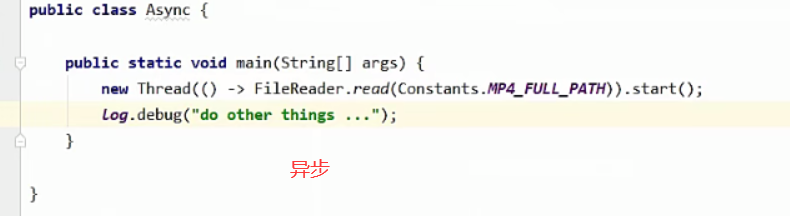 public class Async {
public static void main(String[] args) {
new Thread(() -> FileReader.read(Constants.MP4_FULL_PATH)).start();
log.debug("do other things ...");
}
异步
}